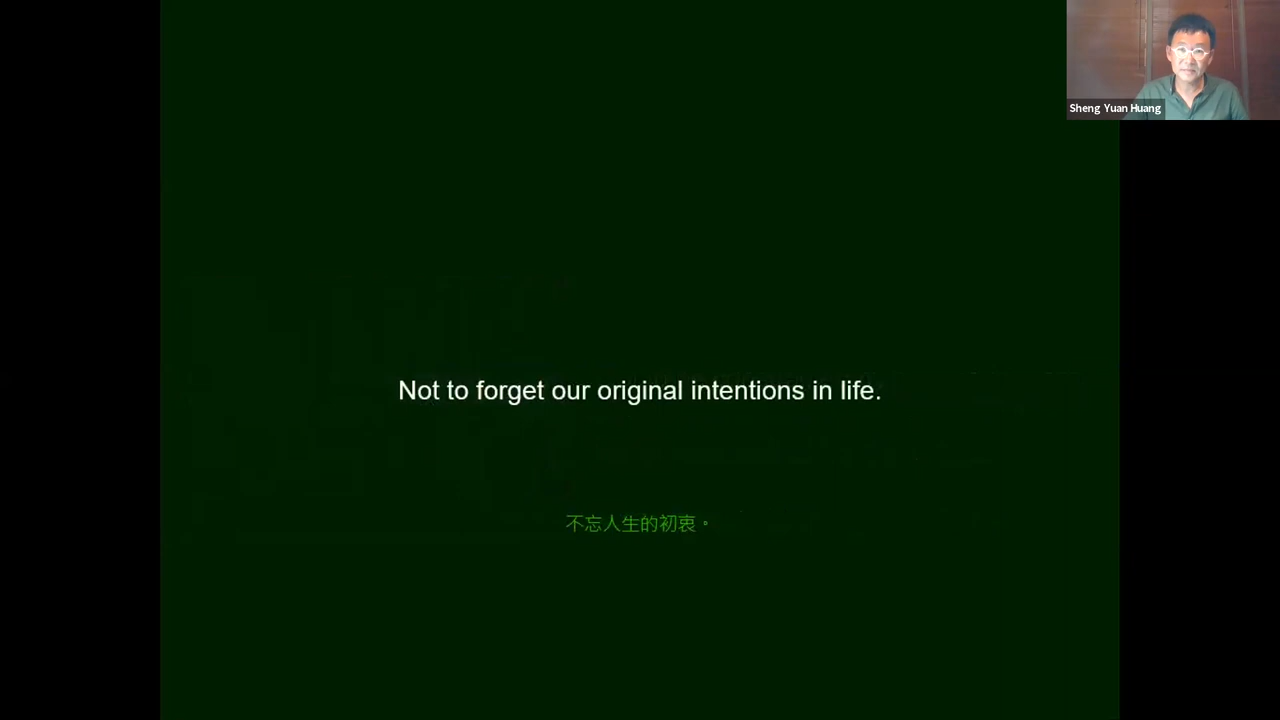 Sheng Yuan Huang
Not to forget our original intentions in life.
不忘人生的初衷。